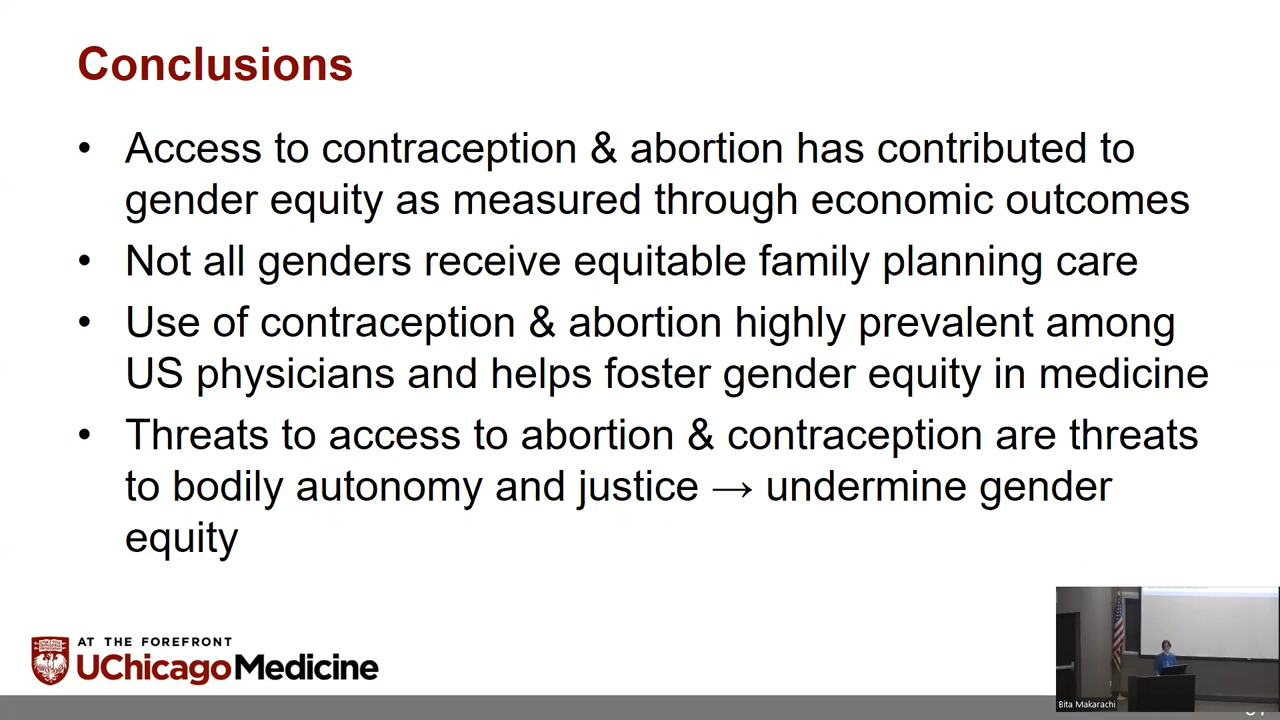 Conclusions
• Access to contraception & abortion has contributed to
gender equity as measured through economic outcomes
• Not all genders receive equitable family planning care
• Use of contraception & abortion highly prevalent among
US physicians and helps foster gender equity in medicine
• Threats to access to abortion & contraception are threats
to bodily autonomy and justice → undermine gender
equity
AT THE FOREFRONT
UChicagoMedicine
Bita Makarachi